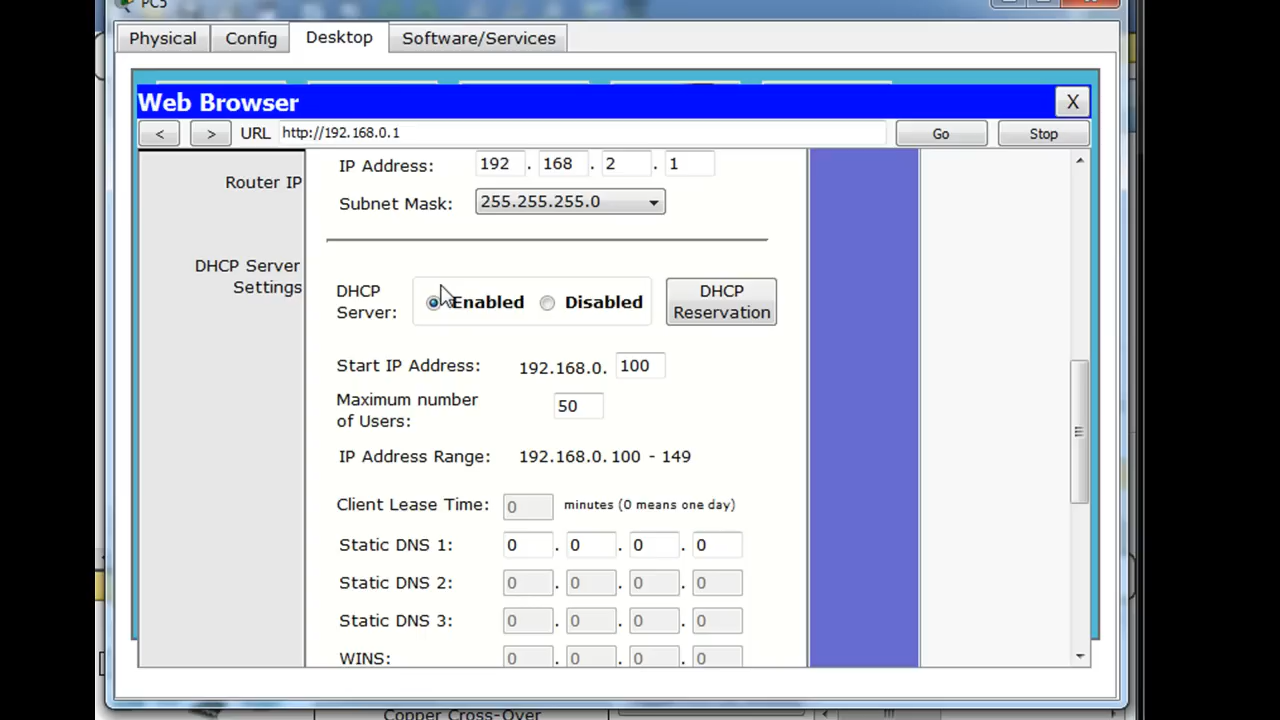 PC5
Physical Config Desktop Software/Services
Web Browser X
< > URL http://192.168.0.1 Go Stop
IP Address: 192 . 168 . 2 . 1
Router IP
Subnet Mask: 255.255.255.0
DHCP Server
Settings
DHCP
Server:
Enabled Disabled
DHCP
Reservation
Start IP Address: 192.168.0. 100
Maximum number
of Users:
50
IP Address Range: 192.168.0. 100 - 149
Client Lease Time: 0 minutes (0 means one day)
Static DNS 1: 0 . 0 . 0 . 0
Static DNS 2: 0 . 0 . 0 . 0
Static DNS 3: 0 . 0 . 0 . 0
WINS: 0 . 0 . 0 . 0
Copper Cross-Over